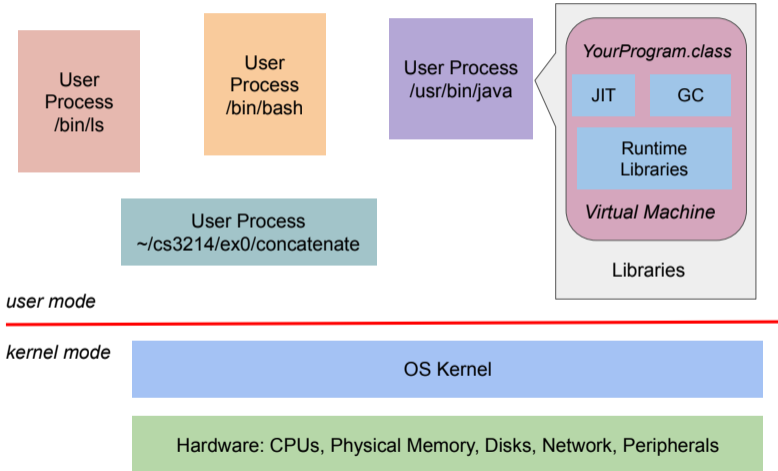 User
Process
/bin/ls
User
Process
/bin/bash
User Process
/usr/bin/java
YourProgram.class
JIT
GC
Runtime
Libraries
Virtual Machine
Libraries
User Process
~/cs3214/ex0/concatenate
user mode
kernel mode
OS Kernel
Hardware: CPUs, Physical Memory, Disks, Network, Peripherals